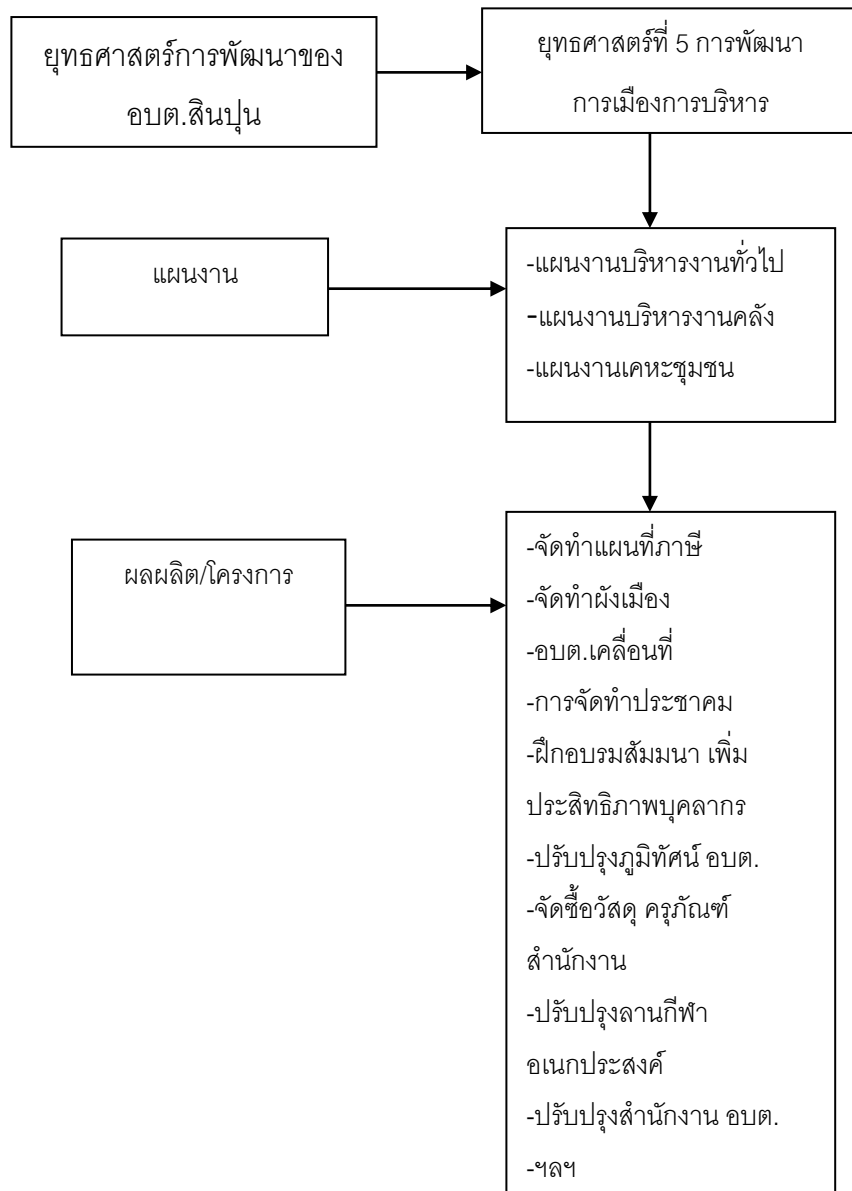 ยุทธศาสตร์การพัฒนาของ
อบต.สินปุน
ยุทธศาสตร์ที่ 5 การพัฒนา
การเมืองการบริหาร
แผนงาน
-แผนงานบริหารงานทั่วไป
-แผนงานบริหารงานคลัง
-แผนงานเคหะชุมชน
ผลผลิต/โครงการ
-จัดทำแผนที่ภาษี
-จัดทำผังเมือง
-อบต.เคลื่อนที่
-การจัดทำประชาคม
-ฝึกอบรมสัมมนา เพิ่ม
ประสิทธิภาพบุคลากร
-ปรับปรุงภูมิทัศน์ อบต.
-จัดซื้อวัสดุ ครุภัณฑ์
สำนักงาน
-ปรับปรุงลานกีฬา
อเนกประสงค์
-ปรับปรุงสำนักงาน อบต.
-ฯลฯ